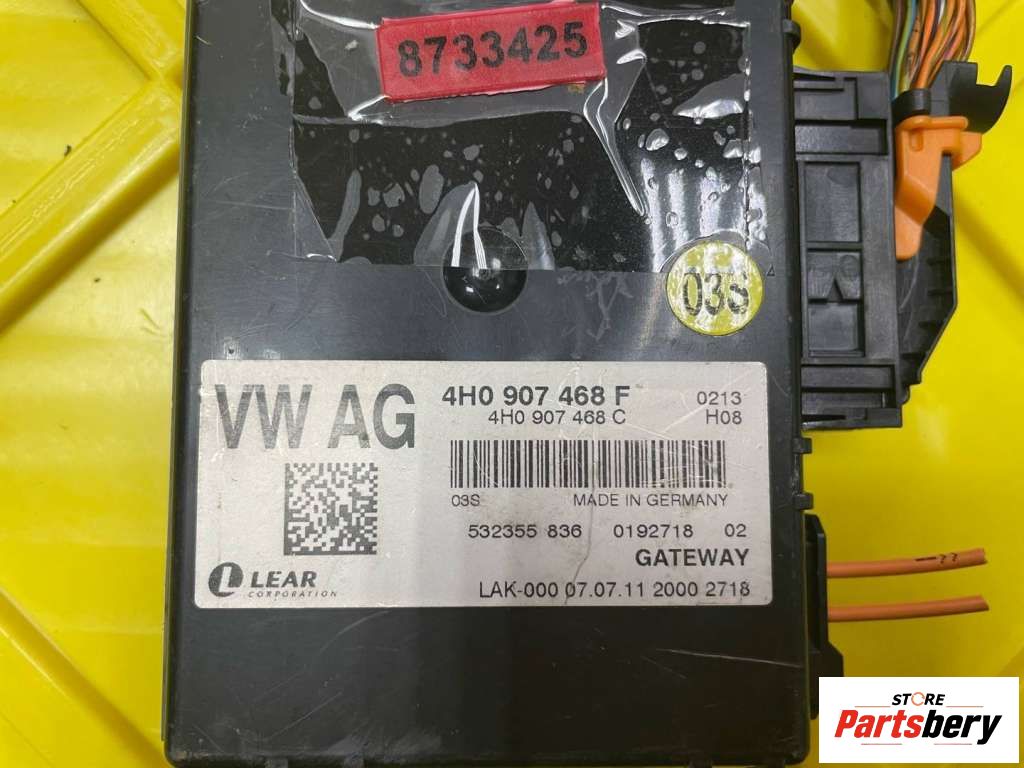 8733425
03S
VW AG
4H0 907 468 F 0213
4H0 907 468 C H08
03S MADE IN GERMANY
532355 836 0192718 02
GATEWAY
LEAR
CORPORATION
LAK-000 07.07.11 2000 2718
STORE
Partsbery